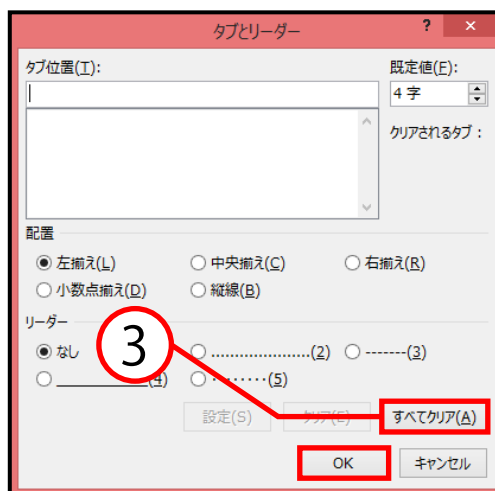 タブとリーダー ? ×
タブ位置(T): 既定値(F):
4 字
クリアされるタブ :
配置
左揃え(L) 中央揃え(C) 右揃え(R)
小数点揃え(D) 縦線(B)
リーダー
なし .....................(2) -------(3)
____________(4) ········(5)
3
設定(S) クリア(E) すべてクリア(A)
OK キャンセル